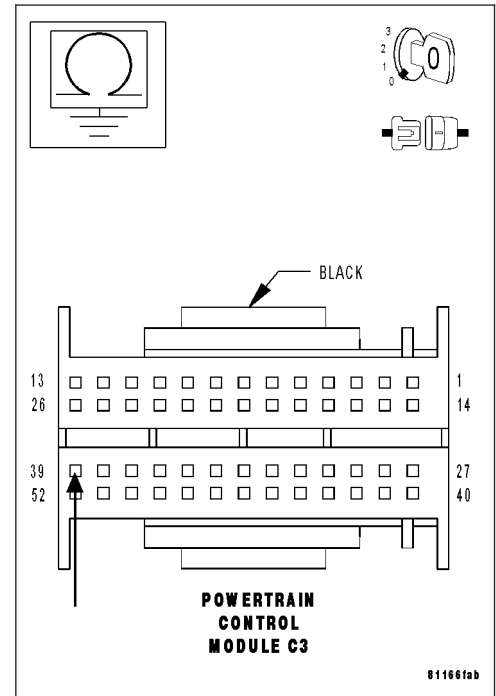 3
2
1
0
BLACK
13 1
26 14
39 27
52 40
POWERTRAIN
CONTROL
MODULE C3
81166fab